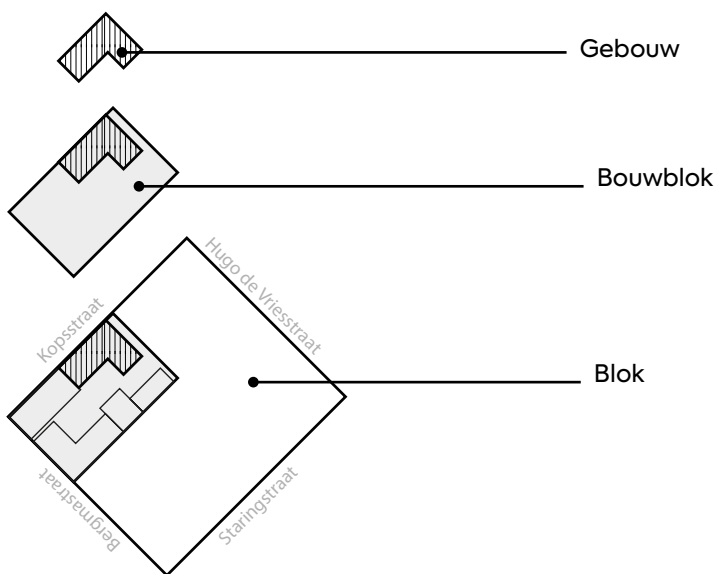 Gebouw
Bouwblok
Hugo de Vriesstraat
Kopsstraat
Blok
Bergmastraat
Staringstraat